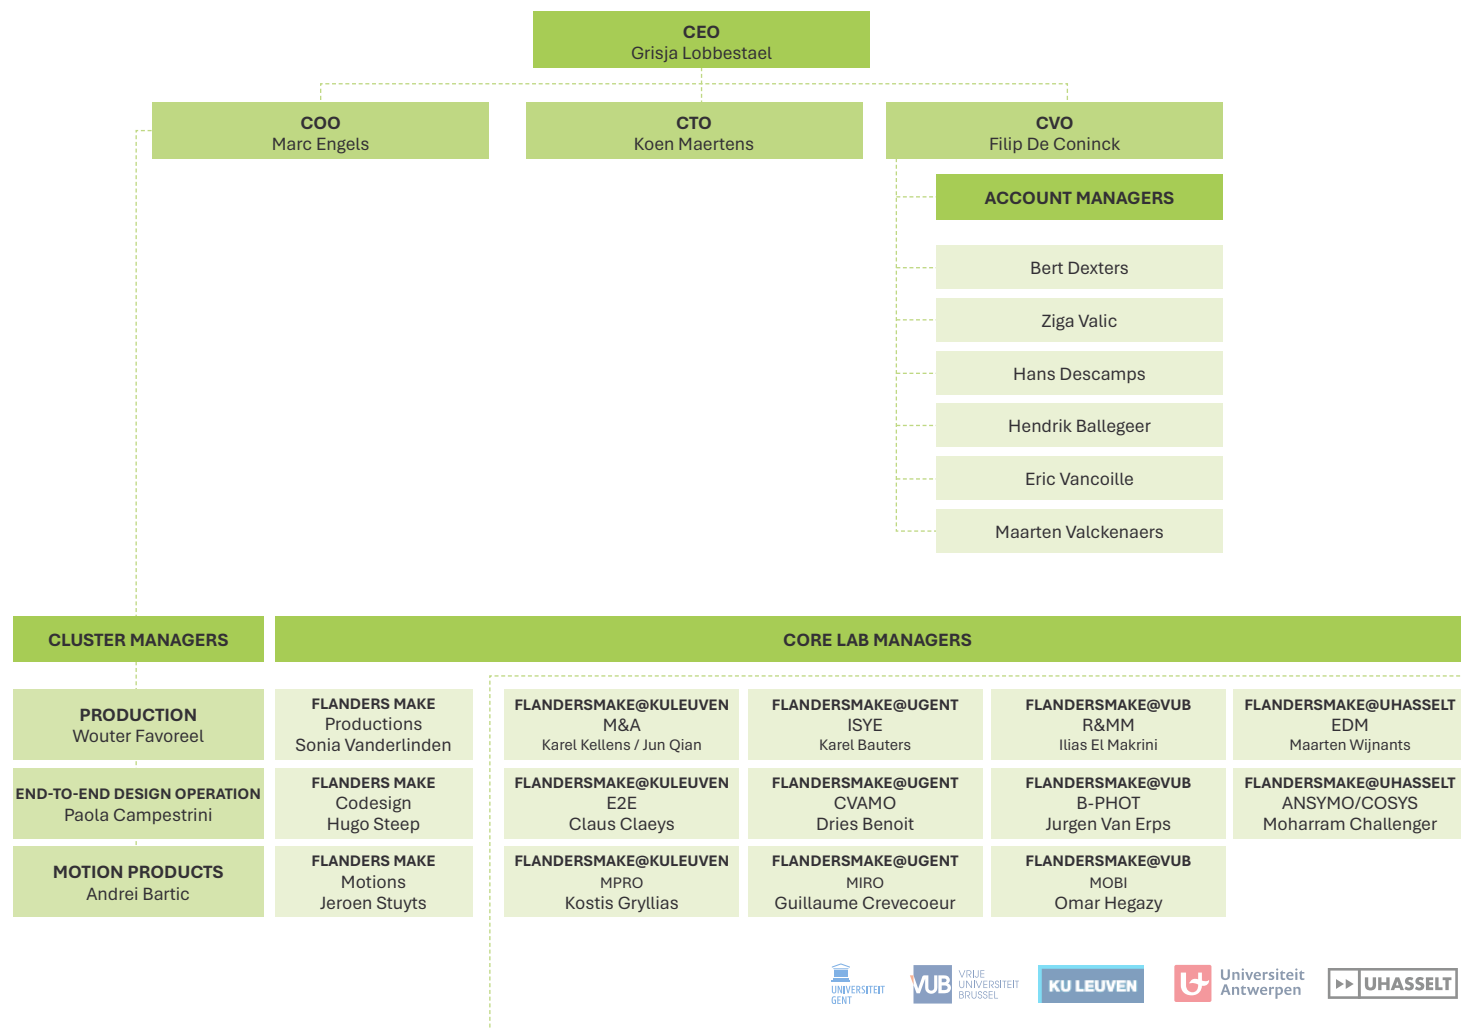 CEO
Grisja Lobbestael
COO
Marc Engels
CTO
Koen Maertens
CVO
Filip De Coninck
ACCOUNT MANAGERS
Bert Dexters
Ziga Valic
Hans Descamps
Hendrik Ballegeer
Eric Vancoille
Maarten Valckenaers
CLUSTER MANAGERS
CORE LAB MANAGERS
PRODUCTION
Wouter Favoreel
FLANDERS MAKE
Productions
Sonia Vanderlinden
FLANDERSMAKE@KULEUVEN
M&A
Karel Kellens / Jun Qian
FLANDERSMAKE@UGENT
ISYE
Karel Bauters
FLANDERSMAKE@VUB
R&MM
Ilias El Makrini
FLANDERSMAKE@UHASSELT
EDM
Maarten Wijnants
END-TO-END DESIGN OPERATION
Paola Campestrini
FLANDERS MAKE
Codesign
Hugo Steep
FLANDERSMAKE@KULEUVEN
E2E
Claus Claeys
FLANDERSMAKE@UGENT
CVAMO
Dries Benoit
FLANDERSMAKE@VUB
B-PHOT
Jurgen Van Erps
FLANDERSMAKE@UHASSELT
ANSYMO/COSYS
Moharram Challenger
MOTION PRODUCTS
Andrei Bartic
FLANDERS MAKE
Motions
Jeroen Stuyts
FLANDERSMAKE@KULEUVEN
MPRO
Kostis Gryllias
FLANDERSMAKE@UGENT
MIRO
Guillaume Crevecoeur
FLANDERSMAKE@VUB
MOBI
Omar Hegazy
UNIVERSITEIT
GENT
VUB
VRIJE
UNIVERSITEIT
BRUSSEL
KU LEUVEN
Universiteit
Antwerpen
UHASSELT